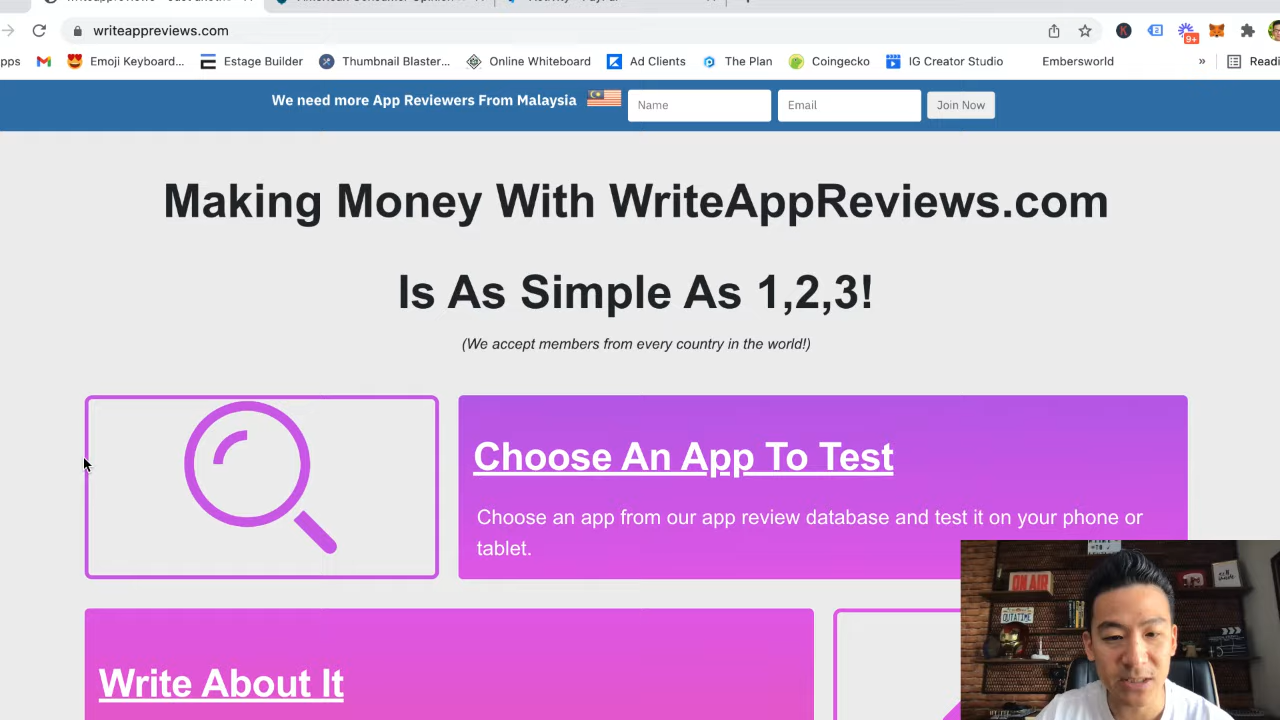 writeappreviews.com
pps
Emoji Keyboard...
Estage Builder
Thumbnail Blaster...
Online Whiteboard
Ad Clients
The Plan
Coingecko
IG Creator Studio
Embersworld
»
Readi
9+
We need more App Reviewers From Malaysia
Name
Email
Join Now
Making Money With WriteAppReviews.com
Is As Simple As 1,2,3!
(We accept members from every country in the world!)
Choose An App To Test
Choose an app from our app review database and test it on your phone or
tablet.
Write About It
ON AIR
OUTATIME